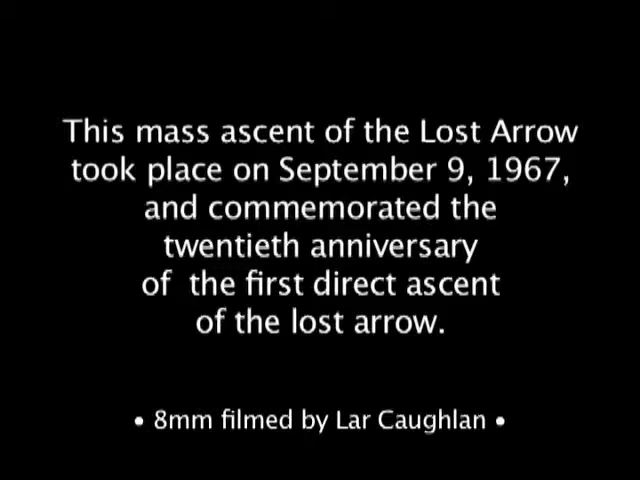 This mass ascent of the Lost Arrow
took place on September 9, 1967,
and commemorated the
twentieth anniversary
of  the first direct ascent
of the lost arrow.
• 8mm filmed by Lar Caughlan •